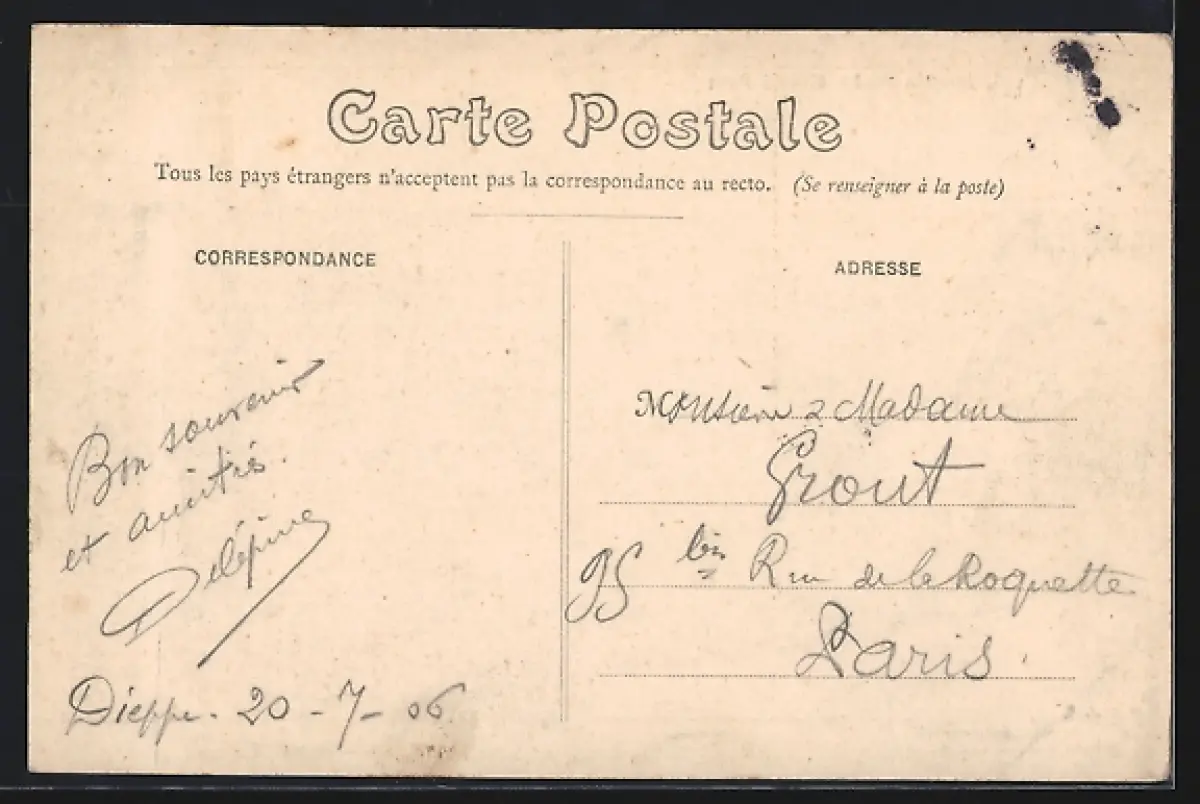 Carte Postale
Tous les pays étrangers n'acceptent pas la correspondance au recto. (Se renseigner à la poste)
CORRESPONDANCE
Bon souvenir
et amitiés.
Delépine
Dieppe - 20 - 7 - 06
ADRESSE
Monsieur & Madame
Grout
95 bis Rue de la Roquette
Paris.